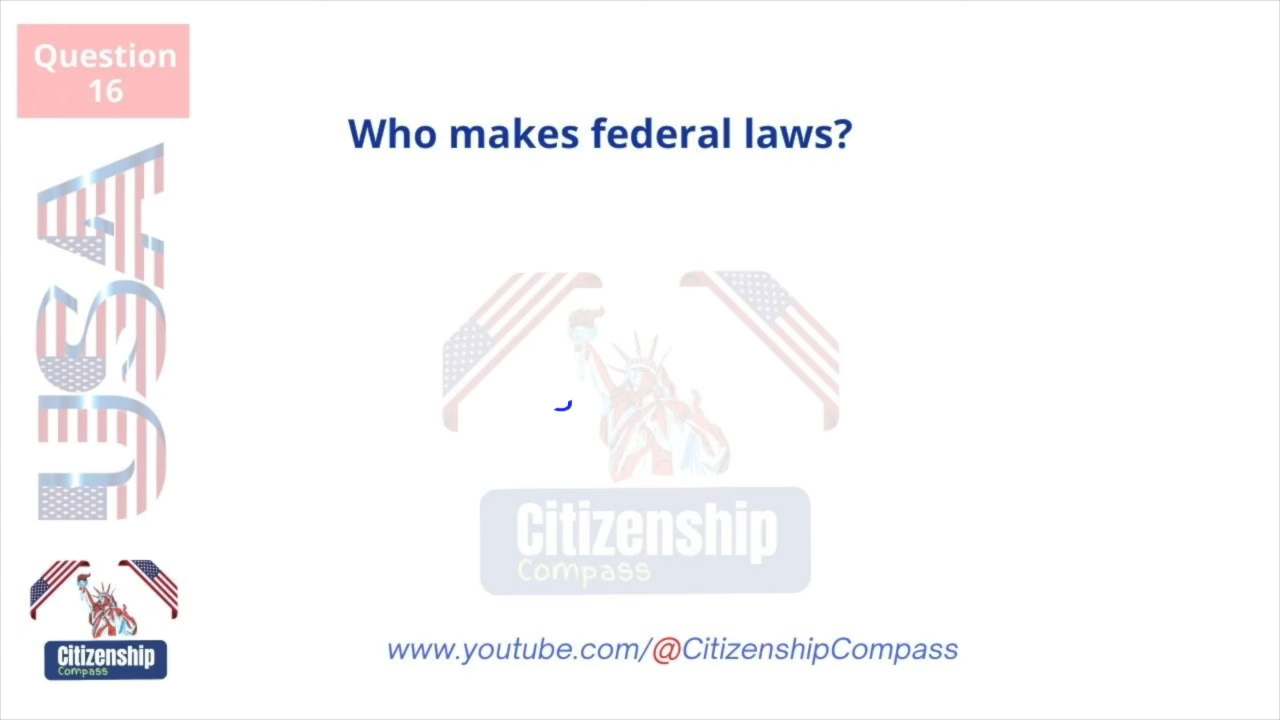 Question
16
Who makes federal laws?
USA
Citizenship
Compass
www.youtube.com/@CitizenshipCompass
Citizenship
Compass